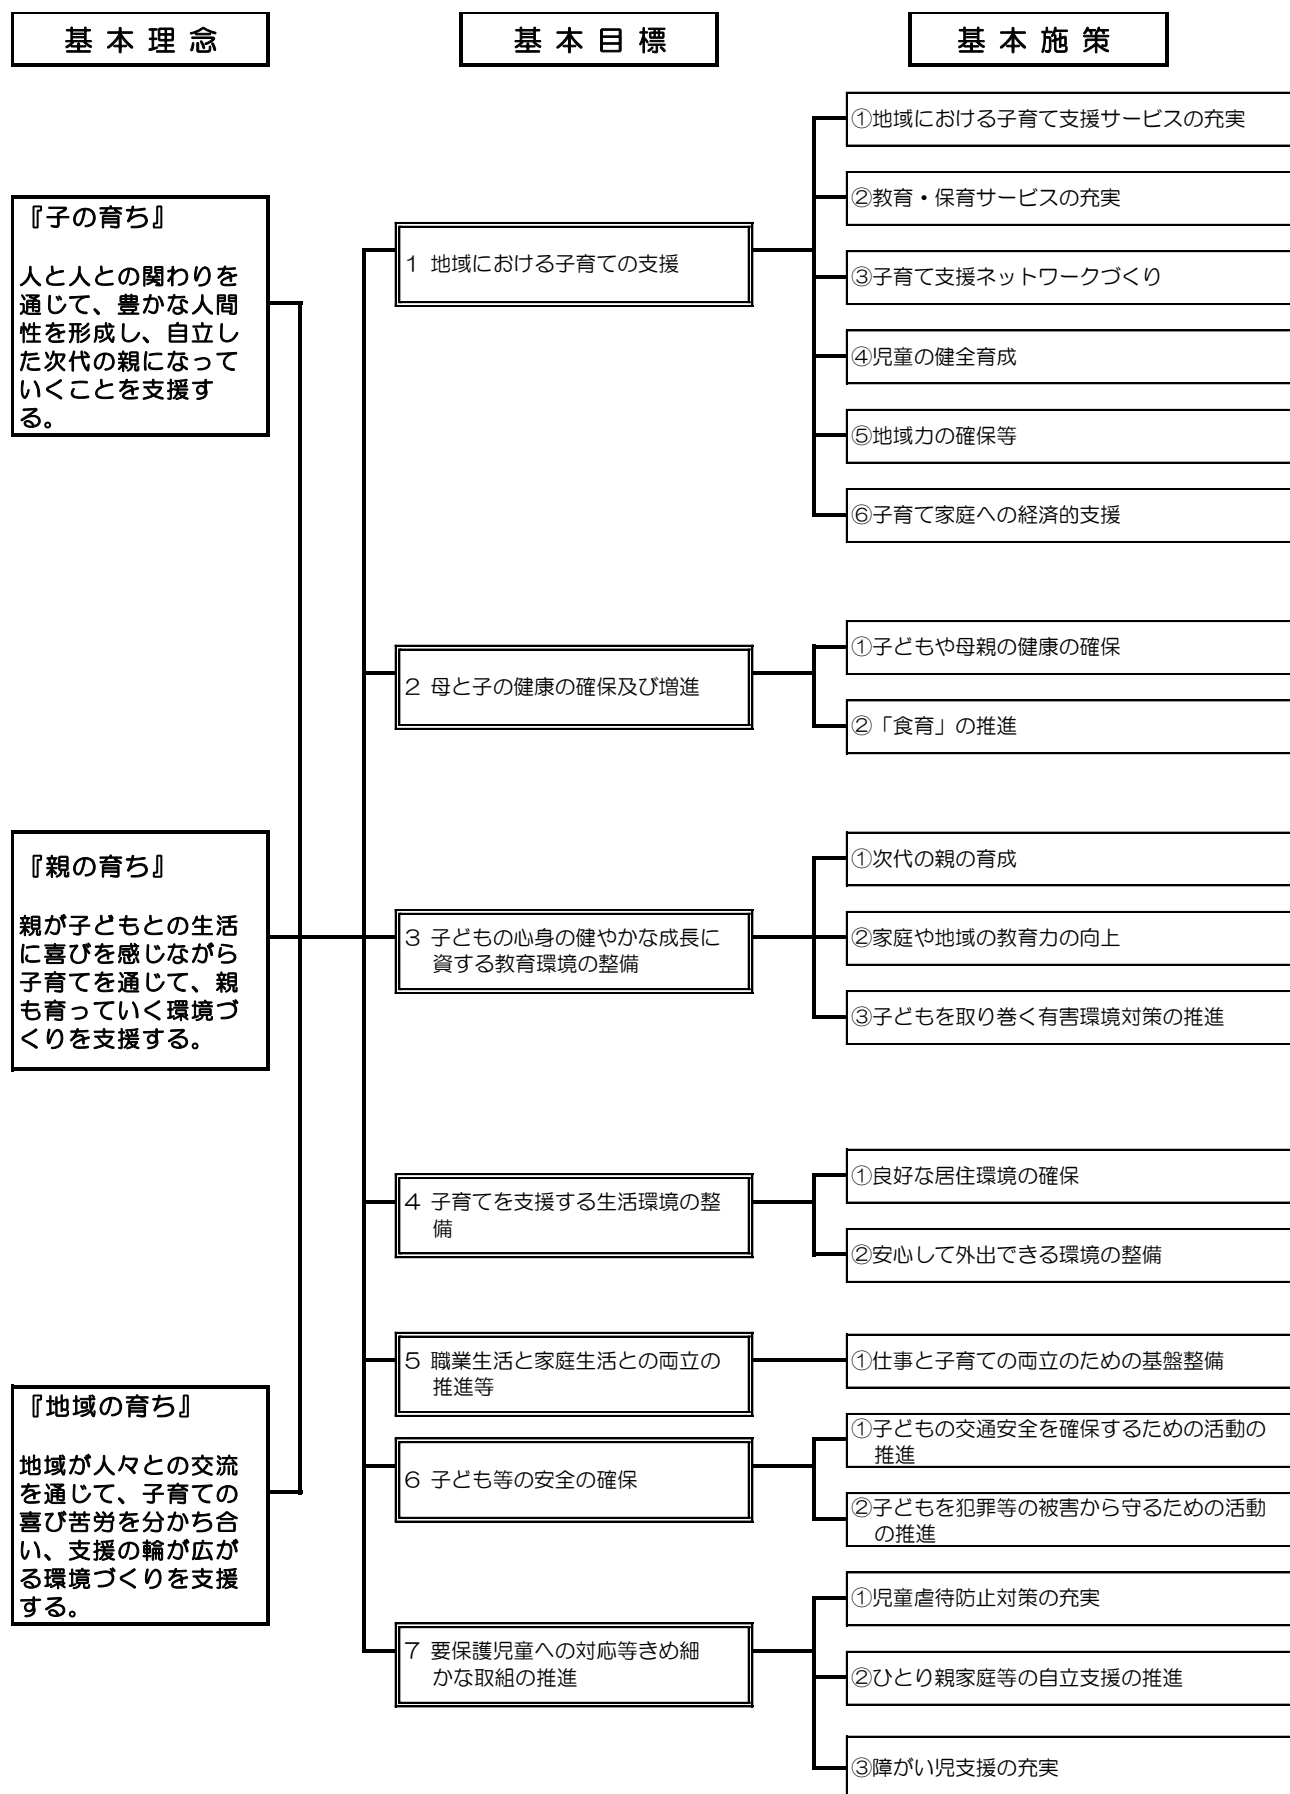 基本理念
基本目標
基本施策
『子の育ち』
人と人との関わりを
通じて、豊かな人間
性を形成し、自立し
た次代の親になって
いくことを支援す
る。
『親の育ち』
親が子どもとの生活
に喜びを感じながら
子育てを通じて、親
も育っていく環境づ
くりを支援する。
『地域の育ち』
地域が人々との交流
を通じて、子育ての
喜び苦労を分かち合
い、支援の輪が広が
る環境づくりを支援
する。
1 地域における子育ての支援
①地域における子育て支援サービスの充実
②教育・保育サービスの充実
③子育て支援ネットワークづくり
④児童の健全育成
⑤地域力の確保等
⑥子育て家庭への経済的支援
2 母と子の健康の確保及び増進
①子どもや母親の健康の確保
②「食育」の推進
3 子どもの心身の健やかな成長に
資する教育環境の整備
①次代の親の育成
②家庭や地域の教育力の向上
③子どもを取り巻く有害環境対策の推進
4 子育てを支援する生活環境の整
備
①良好な居住環境の確保
②安心して外出できる環境の整備
5 職業生活と家庭生活との両立の
推進等
①仕事と子育ての両立のための基盤整備
6 子ども等の安全の確保
①子どもの交通安全を確保するための活動の
推進
②子どもを犯罪等の被害から守るための活動
の推進
7 要保護児童への対応等きめ細
かな取組の推進
①児童虐待防止対策の充実
②ひとり親家庭等の自立支援の推進
③障がい児支援の充実